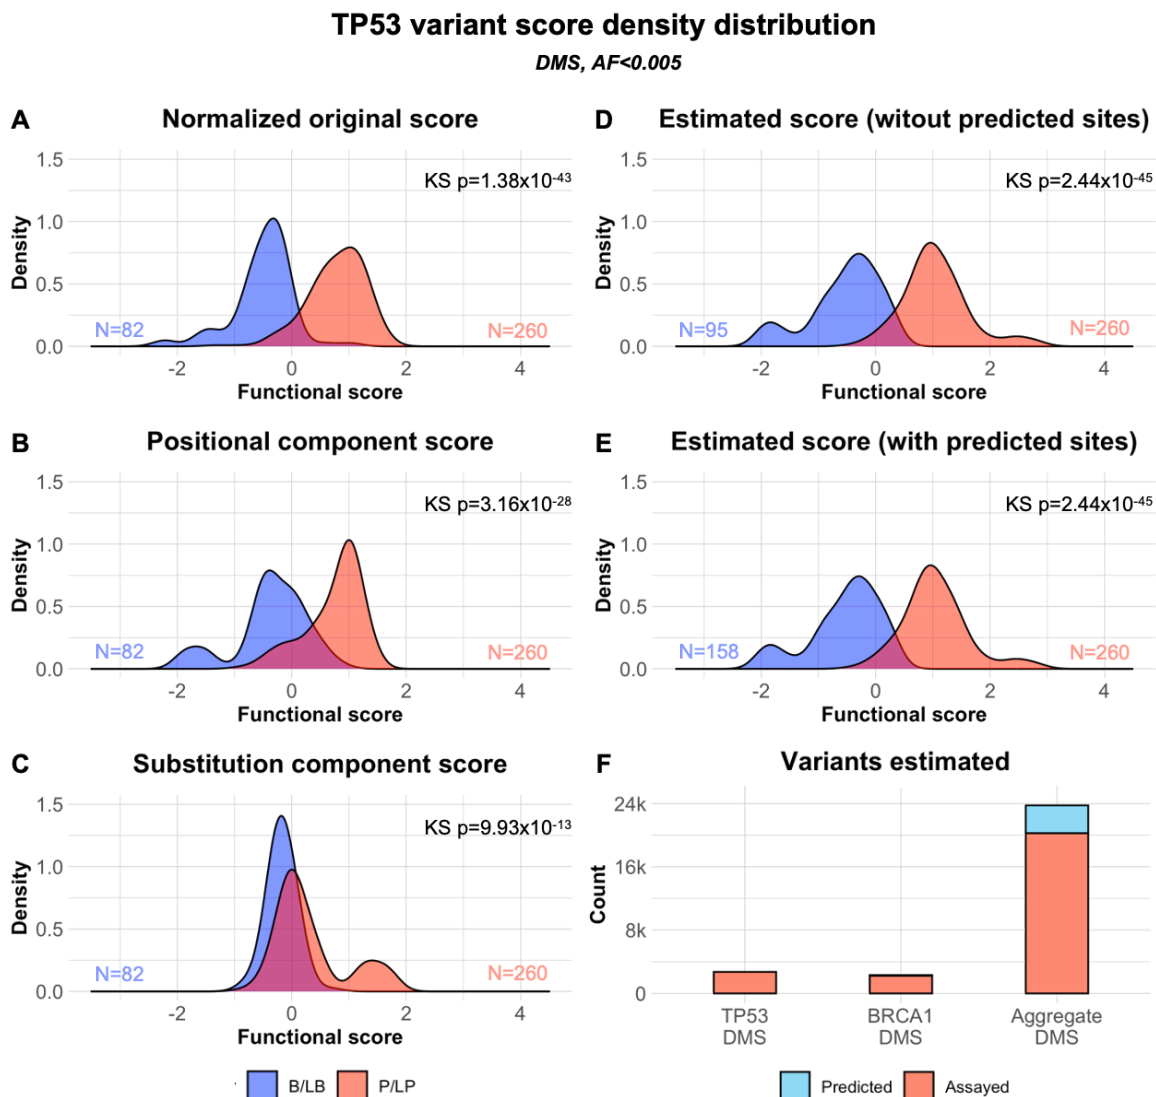 TP53 variant score density distribution
DMS, AF<0.005
A Normalized original score
1.5
1.0
0.5
0.0
Density
KS p=1.38x10-43
N=82
N=260
-2 0 2 4
Functional score
B Positional component score
1.5
1.0
0.5
0.0
Density
KS p=3.16x10-28
N=82
N=260
-2 0 2 4
Functional score
C Substitution component score
1.5
1.0
0.5
0.0
Density
KS p=9.93x10-13
N=82
N=260
-2 0 2 4
Functional score
B/LB P/LP
D Estimated score (witout predicted sites)
1.5
1.0
0.5
0.0
Density
KS p=2.44x10-45
N=95
N=260
-2 0 2 4
Functional score
E Estimated score (with predicted sites)
1.5
1.0
0.5
0.0
Density
KS p=2.44x10-45
N=158
N=260
-2 0 2 4
Functional score
F Variants estimated
24k
16k
8k
0
Count
TP53 BRCA1 Aggregate
DMS DMS DMS
Predicted Assayed